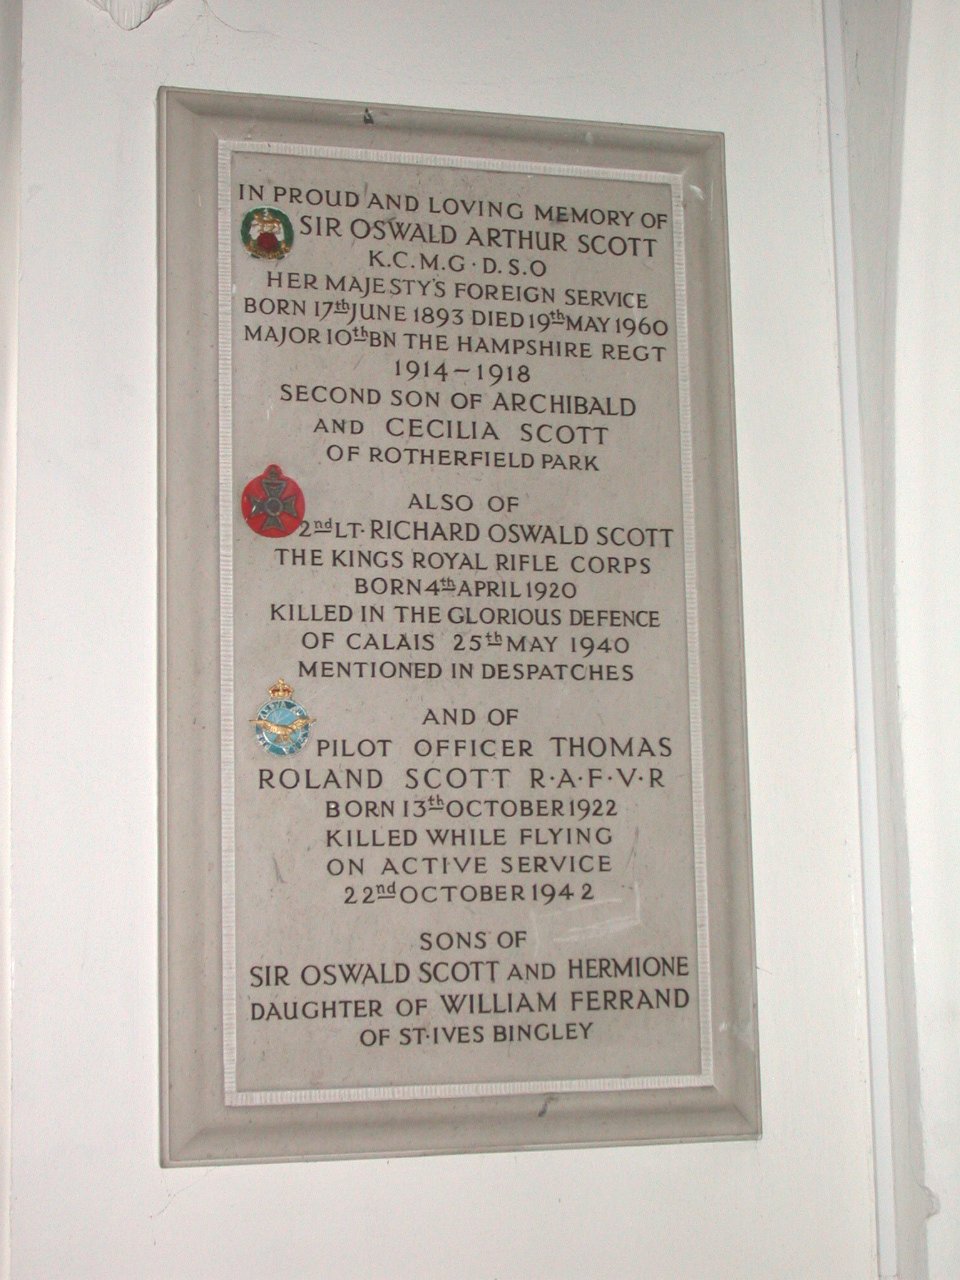 IN PROUD AND LOVING MEMORY OF
SIR OSWALD ARTHUR SCOTT
K.C.M.G · D.S.O
HER MAJESTY'S FOREIGN SERVICE
BORN 17th JUNE 1893 DIED 19th MAY 1960
MAJOR 10th BN THE HAMPSHIRE REGT
1914-1918
SECOND SON OF ARCHIBALD
AND CECILIA SCOTT
OF ROTHERFIELD PARK
ALSO OF
2nd LT· RICHARD OSWALD SCOTT
THE KINGS ROYAL RIFLE CORPS
BORN 4th APRIL 1920
KILLED IN THE GLORIOUS DEFENCE
OF CALAIS 25th MAY 1940
MENTIONED IN DESPATCHES
AND OF
PILOT OFFICER THOMAS
ROLAND SCOTT R·A·F·V·R
BORN 13th OCTOBER 1922
KILLED WHILE FLYING
ON ACTIVE SERVICE
22nd OCTOBER 1942
SONS OF
SIR OSWALD SCOTT AND HERMIONE
DAUGHTER OF WILLIAM FERRAND
OF ST·IVES BINGLEY